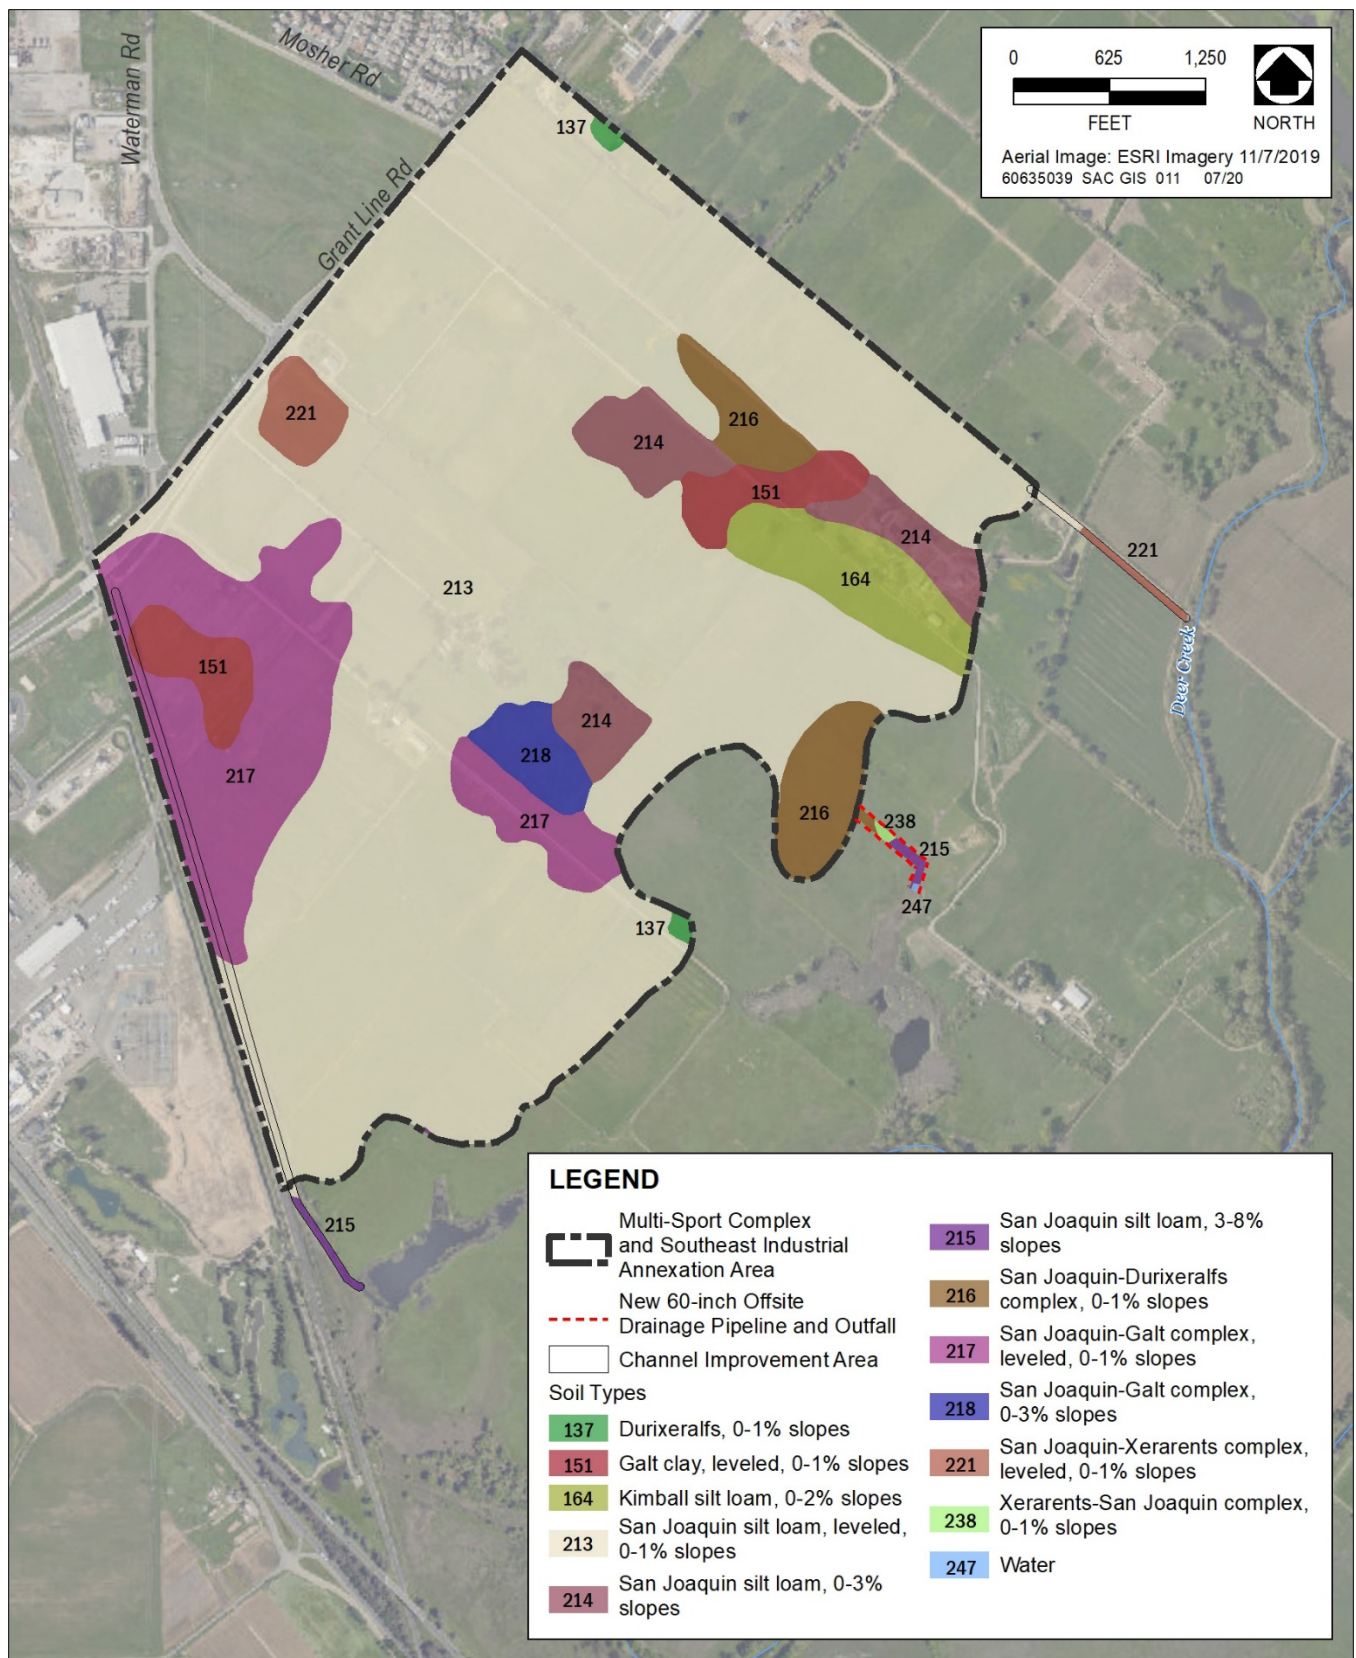 Mosher Rd
Waterman Rd
Grant Line Rd
0 625 1,250
FEET
NORTH
Aerial Image: ESRI Imagery 11/7/2019
60635039 SAC GIS 011 07/20
137
221
216
214
151
214
221
164
213
151
Deer Creek
214
218
217
217
216
238
215
247
137
215
LEGEND
Multi-Sport Complex
and Southeast Industrial
Annexation Area
New 60-inch Offsite
Drainage Pipeline and Outfall
Channel Improvement Area
Soil Types
137 Durixeralfs, 0-1% slopes
151 Galt clay, leveled, 0-1% slopes
164 Kimball silt loam, 0-2% slopes
213 San Joaquin silt loam, leveled,
0-1% slopes
214 San Joaquin silt loam, 0-3%
slopes
215 San Joaquin silt loam, 3-8%
slopes
216 San Joaquin-Durixeralfs
complex, 0-1% slopes
217 San Joaquin-Galt complex,
leveled, 0-1% slopes
218 San Joaquin-Galt complex,
0-3% slopes
221 San Joaquin-Xerarents complex,
leveled, 0-1% slopes
238 Xerarents-San Joaquin complex,
0-1% slopes
247 Water